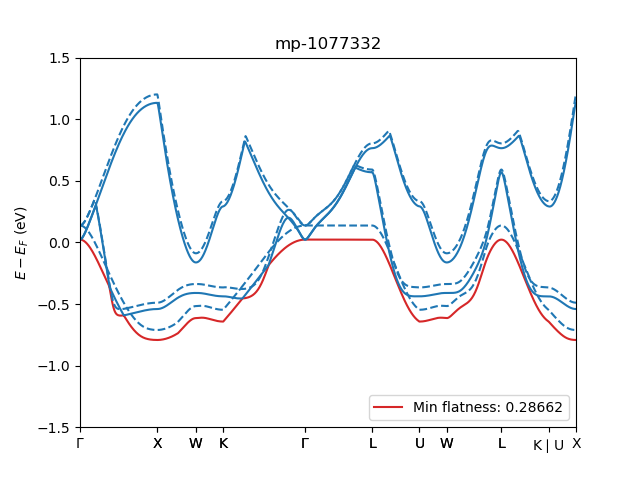 mp-1077332
E − E_F (eV)
1.5
1.0
0.5
0.0
−0.5
−1.0
−1.5
Min flatness: 0.28662
Γ X W K Γ L U W L K | U X